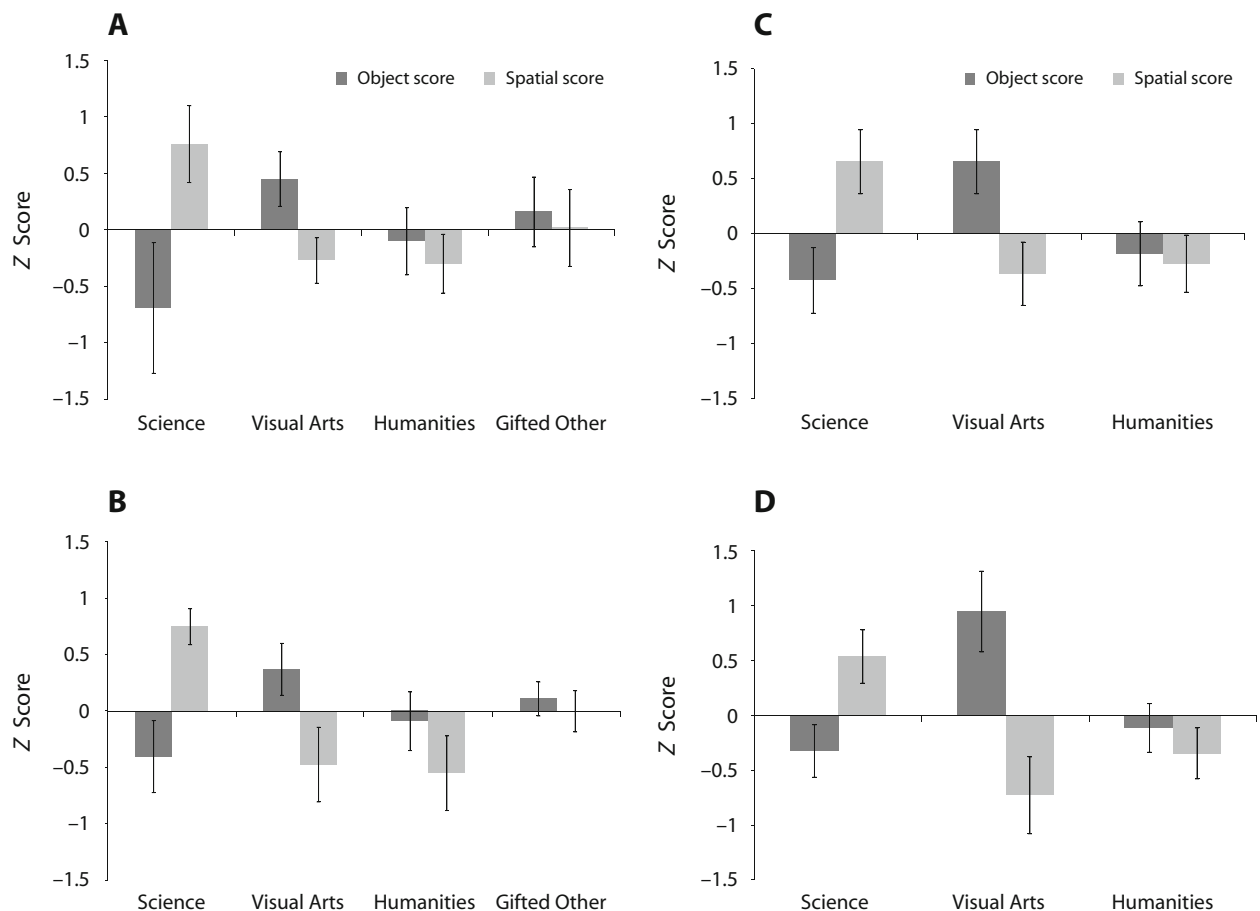 A
1.5
1
0.5
0
–0.5
–1
–1.5
Z Score
Object score Spatial score
Science Visual Arts Humanities Gifted Other
B
1.5
1
0.5
0
–0.5
–1
–1.5
Z Score
Science Visual Arts Humanities Gifted Other
C
1.5
1
0.5
0
–0.5
–1
–1.5
Z Score
Object score Spatial score
Science Visual Arts Humanities
D
1.5
1
0.5
0
–0.5
–1
–1.5
Z Score
Science Visual Arts Humanities